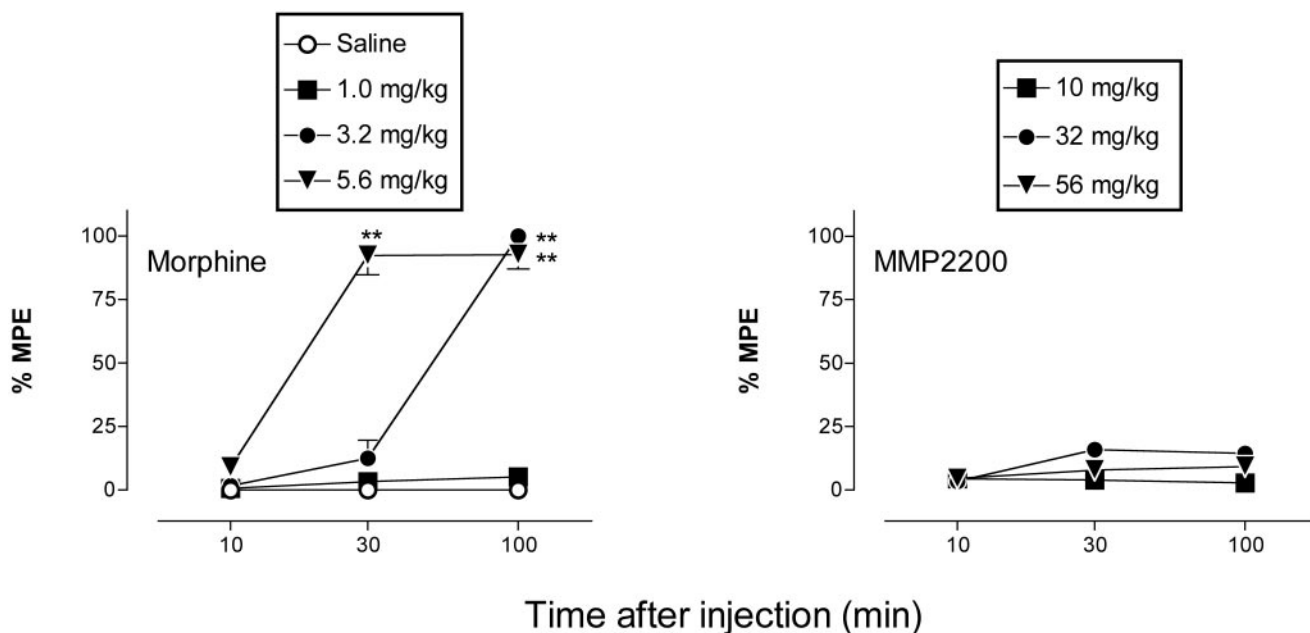 Saline
1.0 mg/kg
3.2 mg/kg
5.6 mg/kg
100
75
50
25
0
% MPE
Morphine
**
**
**
10
30
100
10 mg/kg
32 mg/kg
56 mg/kg
100
75
50
25
0
% MPE
MMP2200
10
30
100
Time after injection (min)